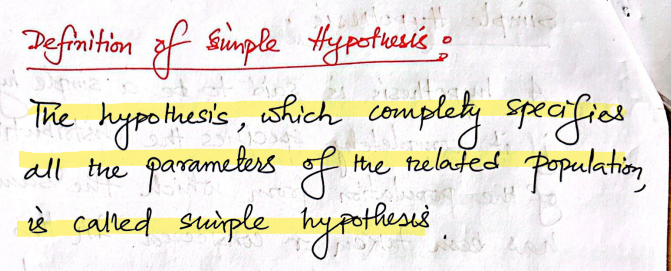 Definition of Simple Hypothesis:
The hypothesis, which complety specifies
all the parameters of the related population,
is called simple hypothesis.